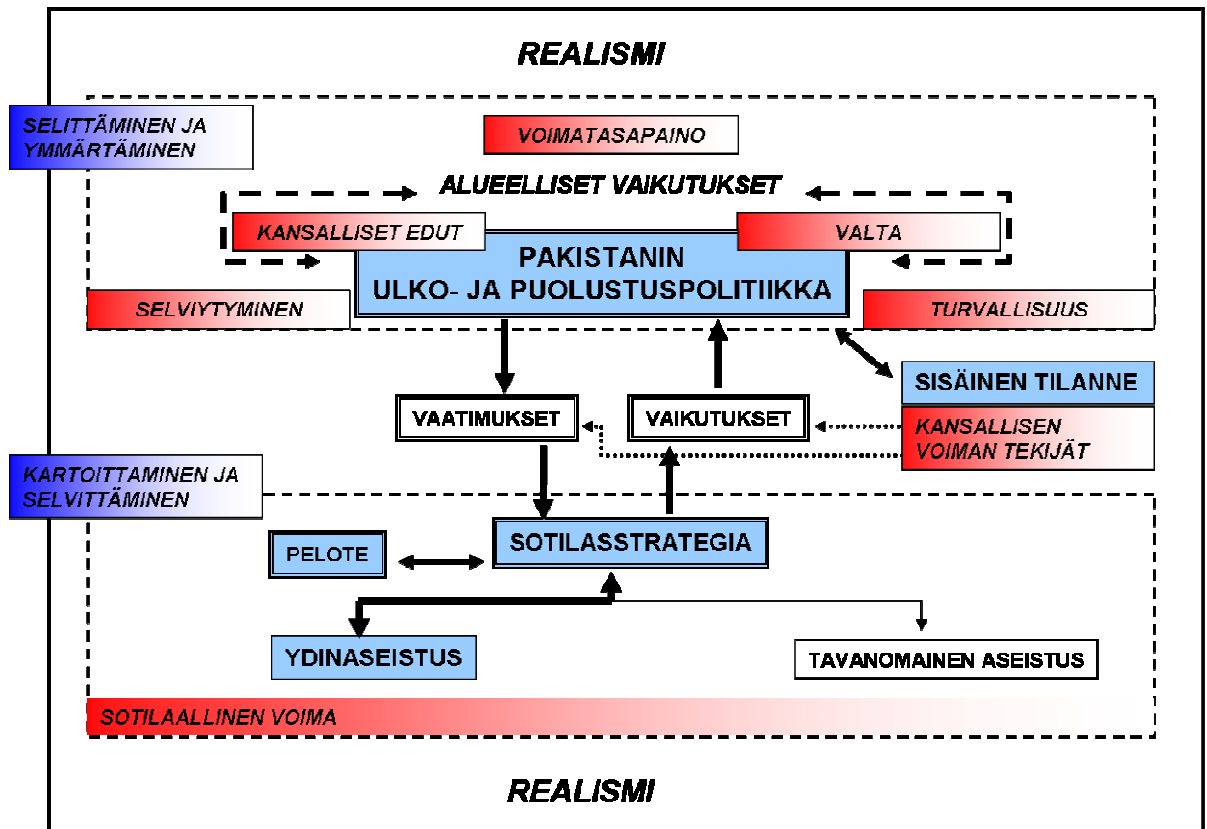 REALISMI
SELITTÄMINEN JA
YMMÄRTÄMINEN
VOIMATASAPAINO
ALUEELLISET VAIKUTUKSET
KANSALLISET EDUT
VALTA
PAKISTANIN
ULKO- JA PUOLUSTUSPOLITIIKKA
SELVIYTYMINEN
TURVALLISUUS
SISÄINEN TILANNE
VAATIMUKSET
VAIKUTUKSET
KANSALLISEN
VOIMAN TEKIJÄT
KARTOITTAMINEN JA
SELVITTÄMINEN
SOTILASSTRATEGIA
PELOTE
YDINASEISTUS
TAVANOMAINEN ASEISTUS
SOTILAALLINEN VOIMA
REALISMI